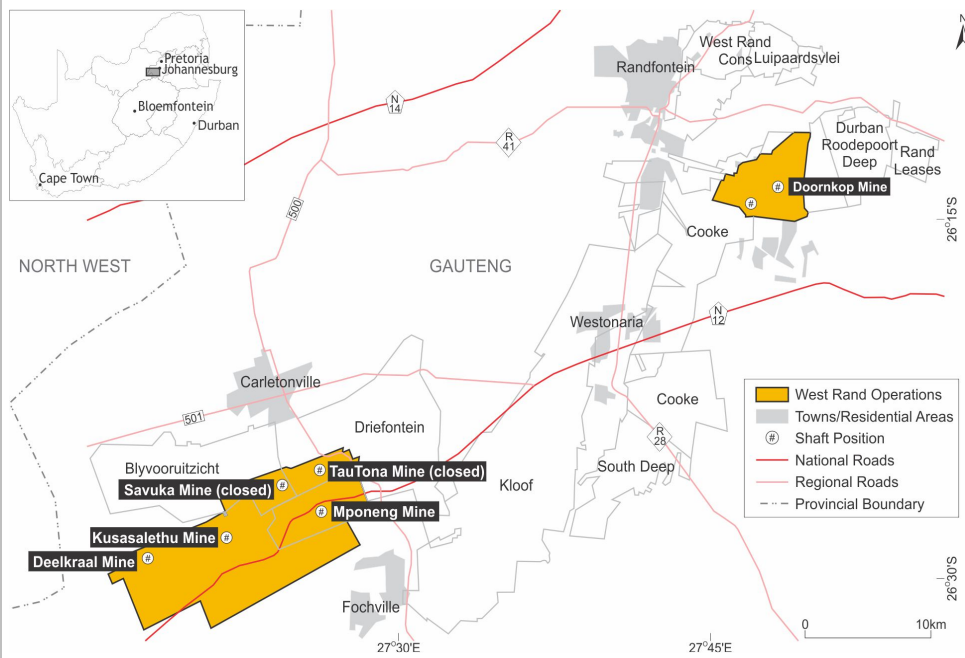 Pretoria
Johannesburg
Bloemfontein
Durban
Cape Town
N
N
14
R
41
Randfontein
West Rand
Cons
Luipaardsvlei
Durban
Roodepoort
Deep
Rand
Leases
#
Doornkop Mine
#
500
Cooke
26°15'S
NORTH WEST
GAUTENG
N
12
Westonaria
Carletonville
501
Driefontein
Cooke
R
28
West Rand Operations
Towns/Residential Areas
# Shaft Position
National Roads
Regional Roads
Provincial Boundary
Blyvooruitzicht
# TauTona Mine (closed)
Savuka Mine (closed) #
Kloof
South Deep
# Mponeng Mine
Kusasalethu Mine #
Deelkraal Mine #
Fochville
26°30'S
0 10km
27°30'E
27°45'E